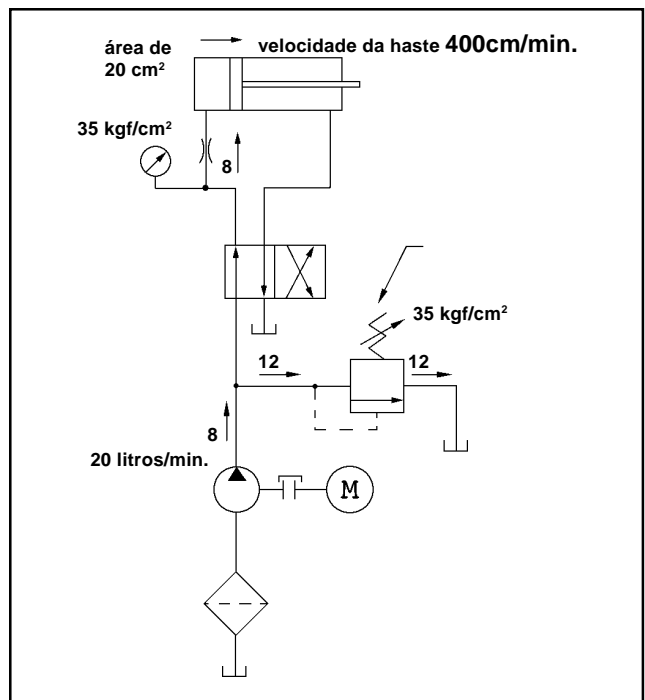 área de
20 cm²
velocidade da haste 400cm/min.
35 kgf/cm²
8
35 kgf/cm²
12
12
8
20 litros/min.
M